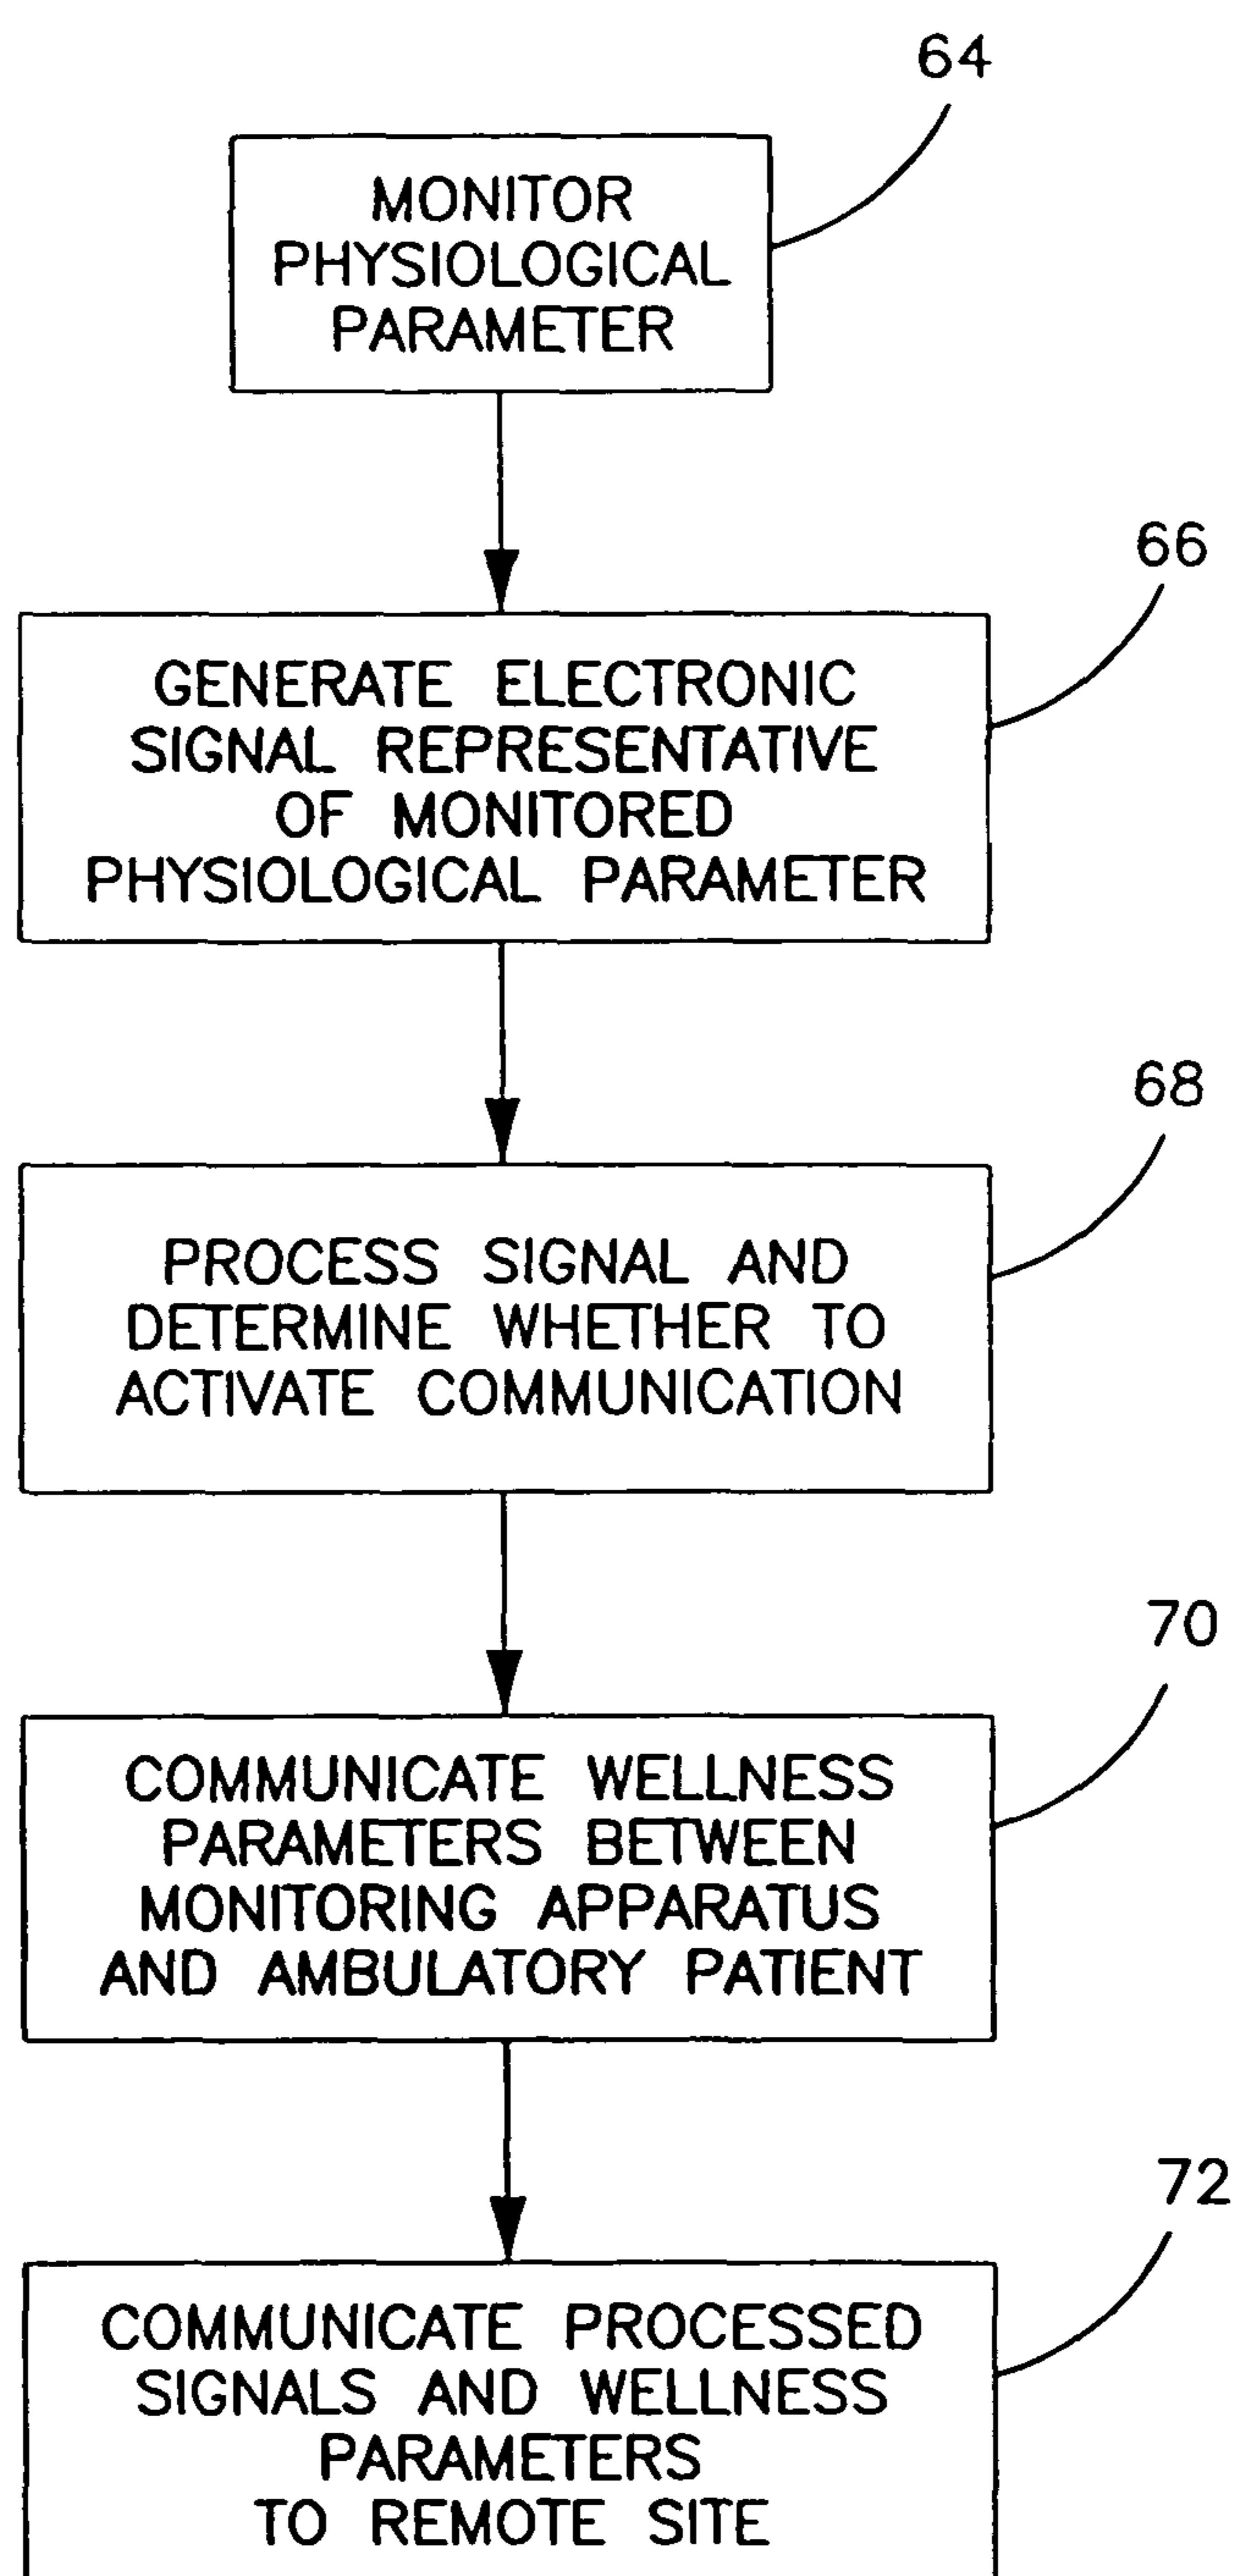 64
MONITOR
PHYSIOLOGICAL
PARAMETER
66
GENERATE ELECTRONIC
SIGNAL REPRESENTATIVE
OF MONITORED
PHYSIOLOGICAL PARAMETER
68
PROCESS SIGNAL AND
DETERMINE WHETHER TO
ACTIVATE COMMUNICATION
70
COMMUNICATE WELLNESS
PARAMETERS BETWEEN
MONITORING APPARATUS
AND AMBULATORY PATIENT
72
COMMUNICATE PROCESSED
SIGNALS AND WELLNESS
PARAMETERS
TO REMOTE SITE